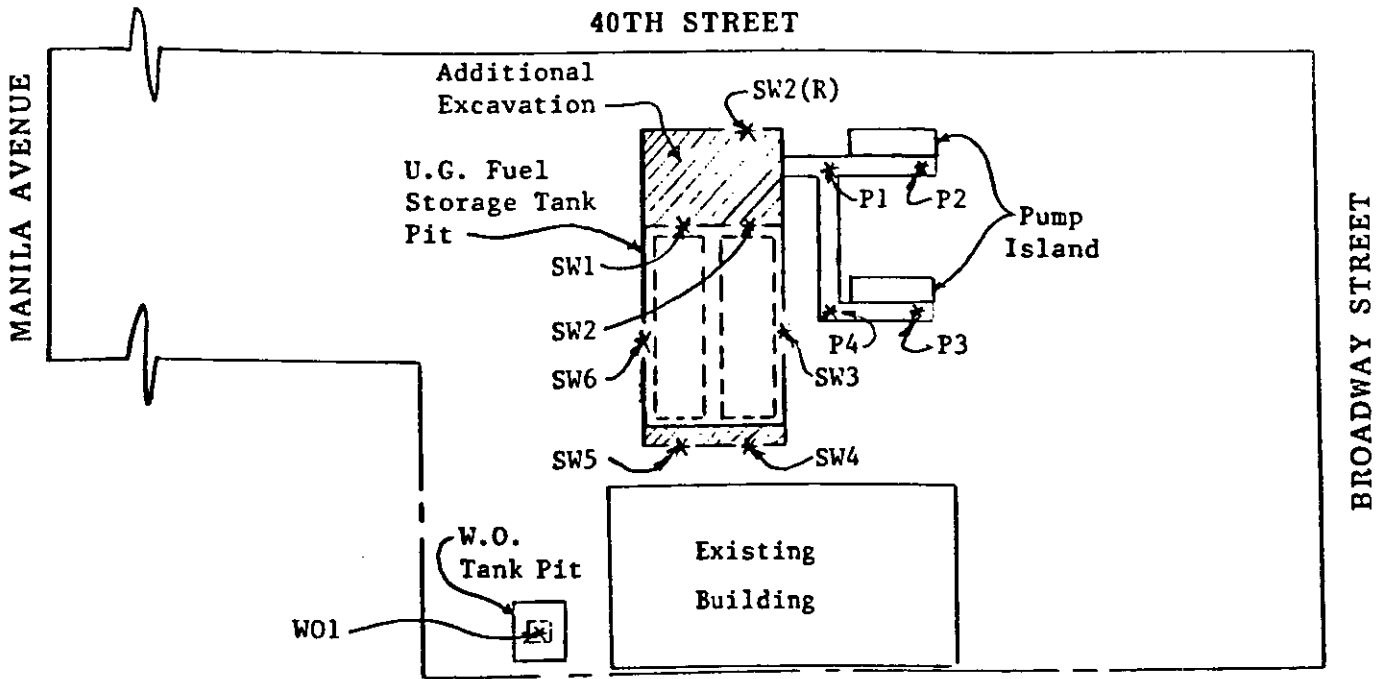 40TH STREET
MANILA AVENUE
BROADWAY STREET
Additional
Excavation
SW2(R)
U.G. Fuel
Storage Tank
Pit
P1
P2
Pump
Island
SW1
SW2
SW6
P4
P3
SW3
SW5
SW4
W.O.
Tank Pit
WO1
Existing
Building